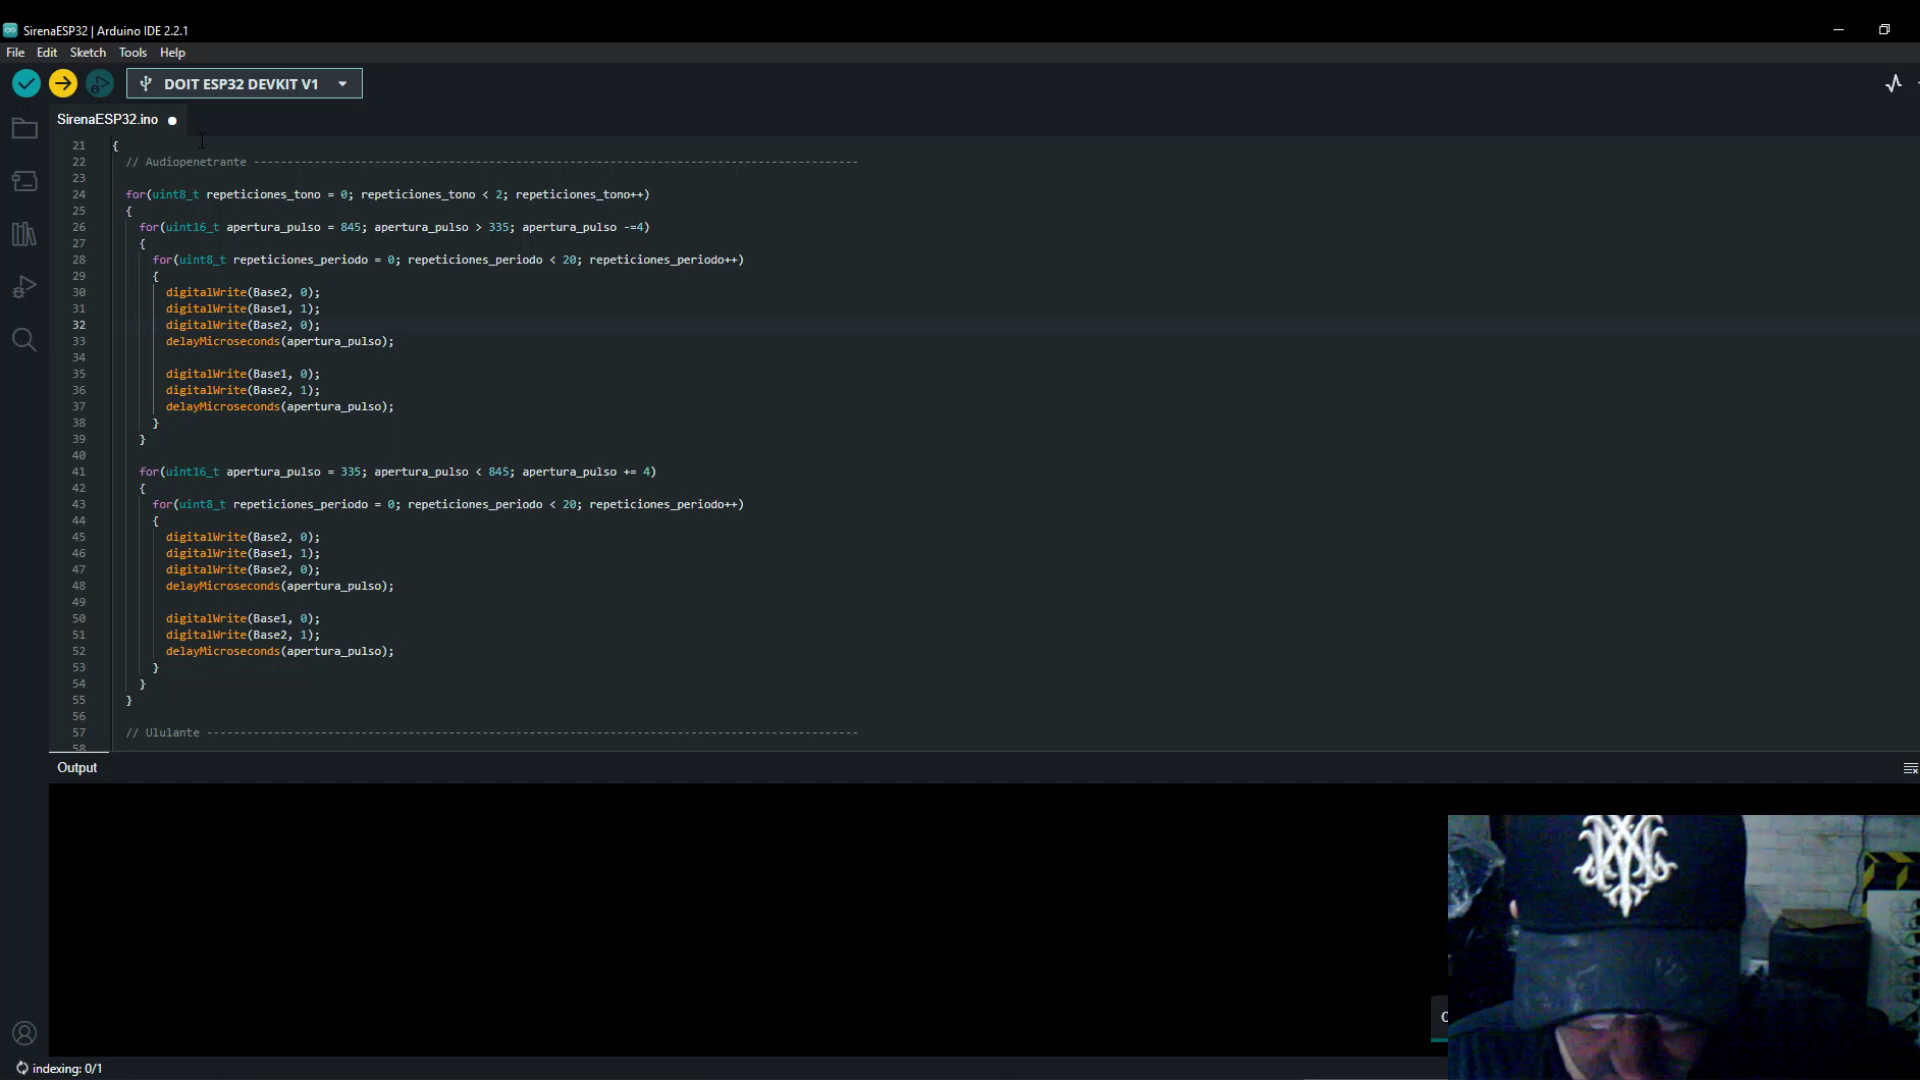 SirenaESP32 | Arduino IDE 2.2.1
File Edit Sketch Tools Help
DOIT ESP32 DEVKIT V1
SirenaESP32.ino
21 {
22 // Audiopenetrante ------------------------------------------------------------------------------------------
23
24 for(uint8_t repeticiones_tono = 0; repeticiones_tono < 2; repeticiones_tono++)
25 {
26 for(uint16_t apertura_pulso = 845; apertura_pulso > 335; apertura_pulso -=4)
27 {
28 for(uint8_t repeticiones_periodo = 0; repeticiones_periodo < 20; repeticiones_periodo++)
29 {
30 digitalWrite(Base2, 0);
31 digitalWrite(Base1, 1);
32 digitalWrite(Base2, 0);
33 delayMicroseconds(apertura_pulso);
34
35 digitalWrite(Base1, 0);
36 digitalWrite(Base2, 1);
37 delayMicroseconds(apertura_pulso);
38 }
39 }
40
41 for(uint16_t apertura_pulso = 335; apertura_pulso < 845; apertura_pulso += 4)
42 {
43 for(uint8_t repeticiones_periodo = 0; repeticiones_periodo < 20; repeticiones_periodo++)
44 {
45 digitalWrite(Base2, 0);
46 digitalWrite(Base1, 1);
47 digitalWrite(Base2, 0);
48 delayMicroseconds(apertura_pulso);
49
50 digitalWrite(Base1, 0);
51 digitalWrite(Base2, 1);
52 delayMicroseconds(apertura_pulso);
53 }
54 }
55 }
56
57 // Ululante -------------------------------------------------------------------------------------------------
58
Output
indexing: 0/1